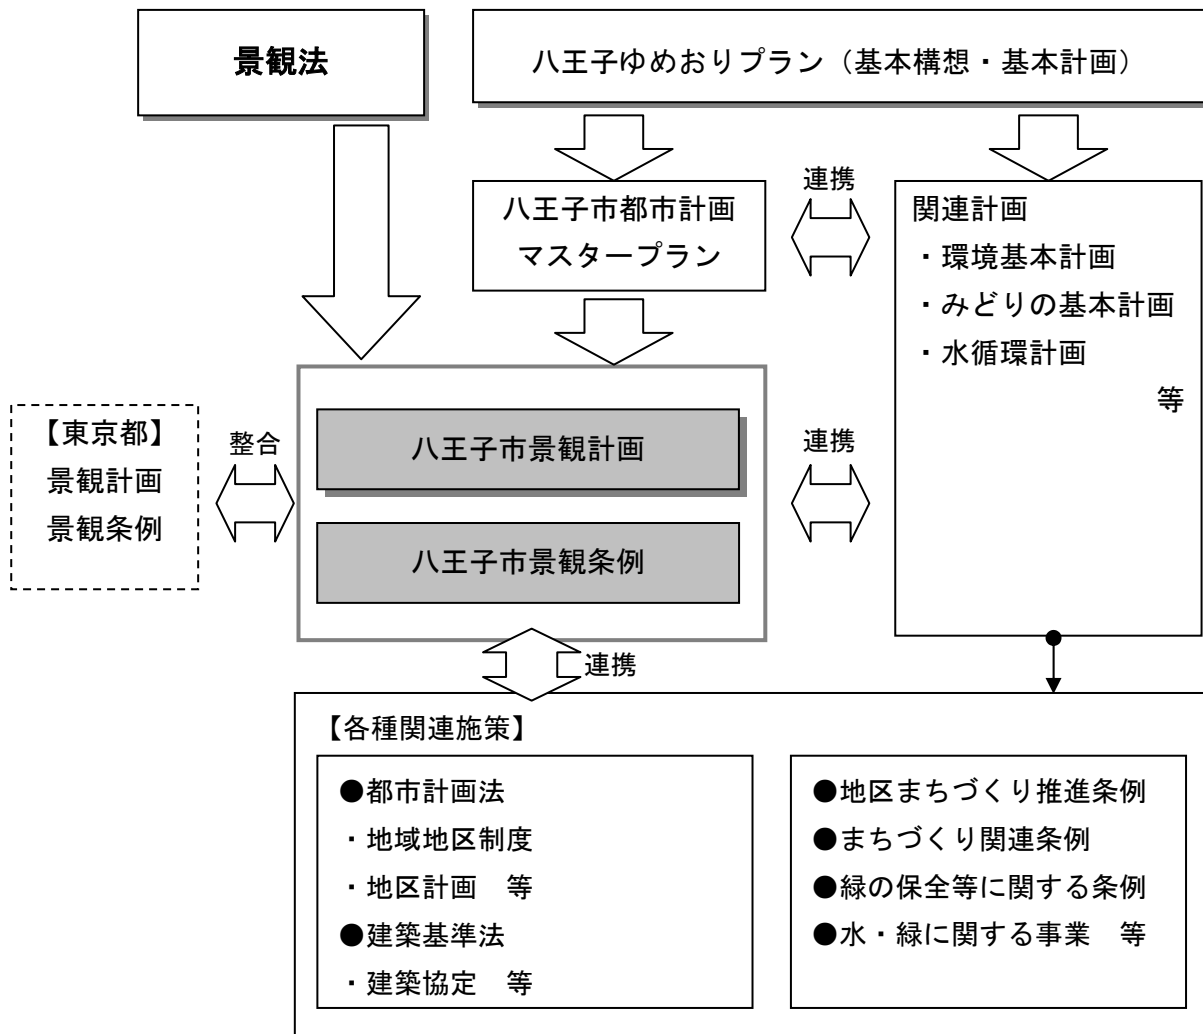 景観法
八王子ゆめおりプラン（基本構想・基本計画）
八王子市都市計画
マスタープラン
連携
関連計画
・環境基本計画
・みどりの基本計画
・水循環計画
等
【東京都】
景観計画
景観条例
整合
八王子市景観計画
八王子市景観条例
連携
連携
【各種関連施策】
●都市計画法
・地域地区制度
・地区計画　等
●建築基準法
・建築協定　等
●地区まちづくり推進条例
●まちづくり関連条例
●緑の保全等に関する条例
●水・緑に関する事業　等